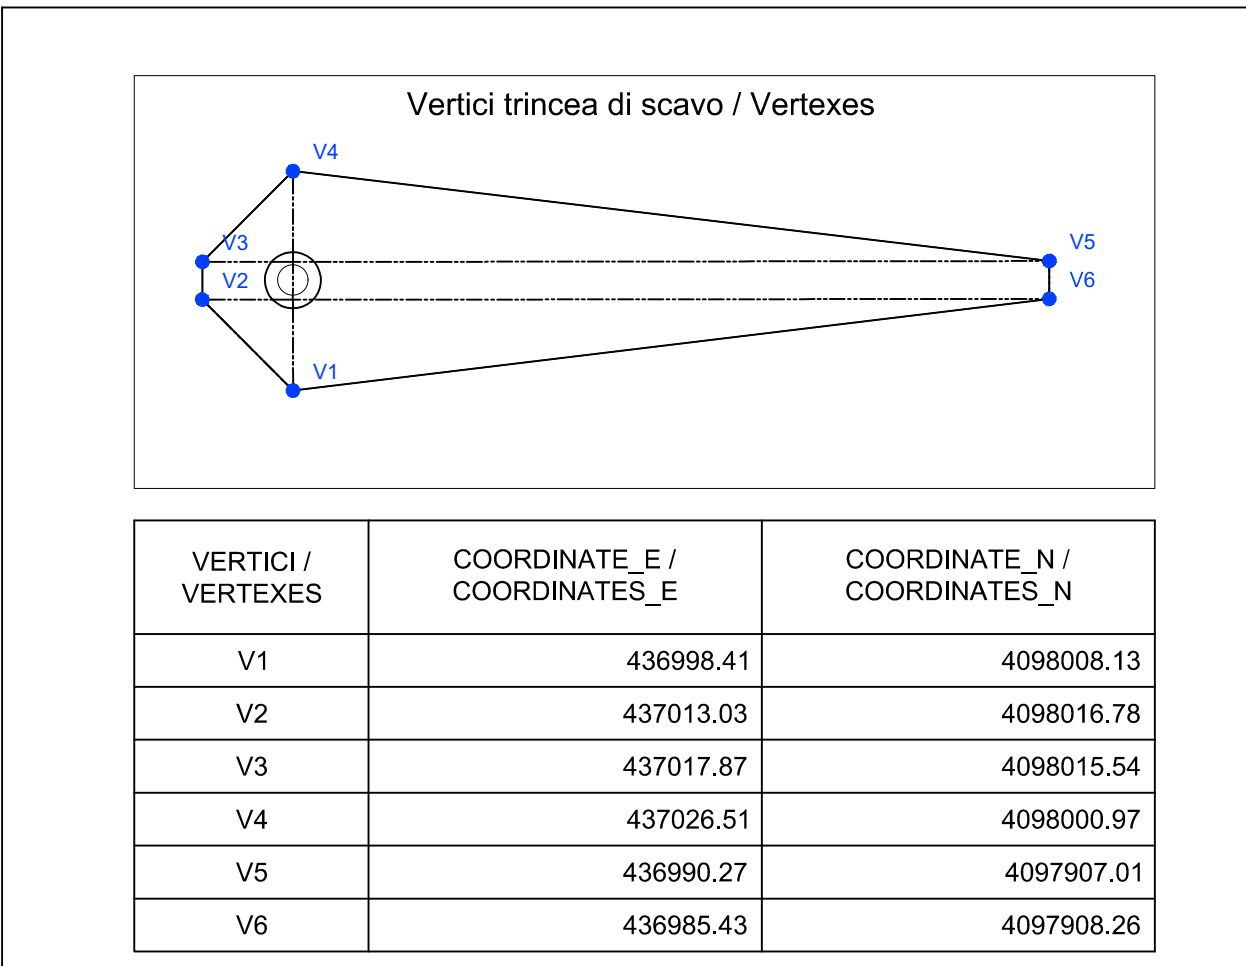 Vertici trincea di scavo / Vertexes
V4
V3
V5
V2
V6
V1
VERTICI /
VERTEXES
COORDINATE_E /
COORDINATES_E
COORDINATE_N /
COORDINATES_N
V1 436998.41 4098008.13
V2 437013.03 4098016.78
V3 437017.87 4098015.54
V4 437026.51 4098000.97
V5 436990.27 4097907.01
V6 436985.43 4097908.26